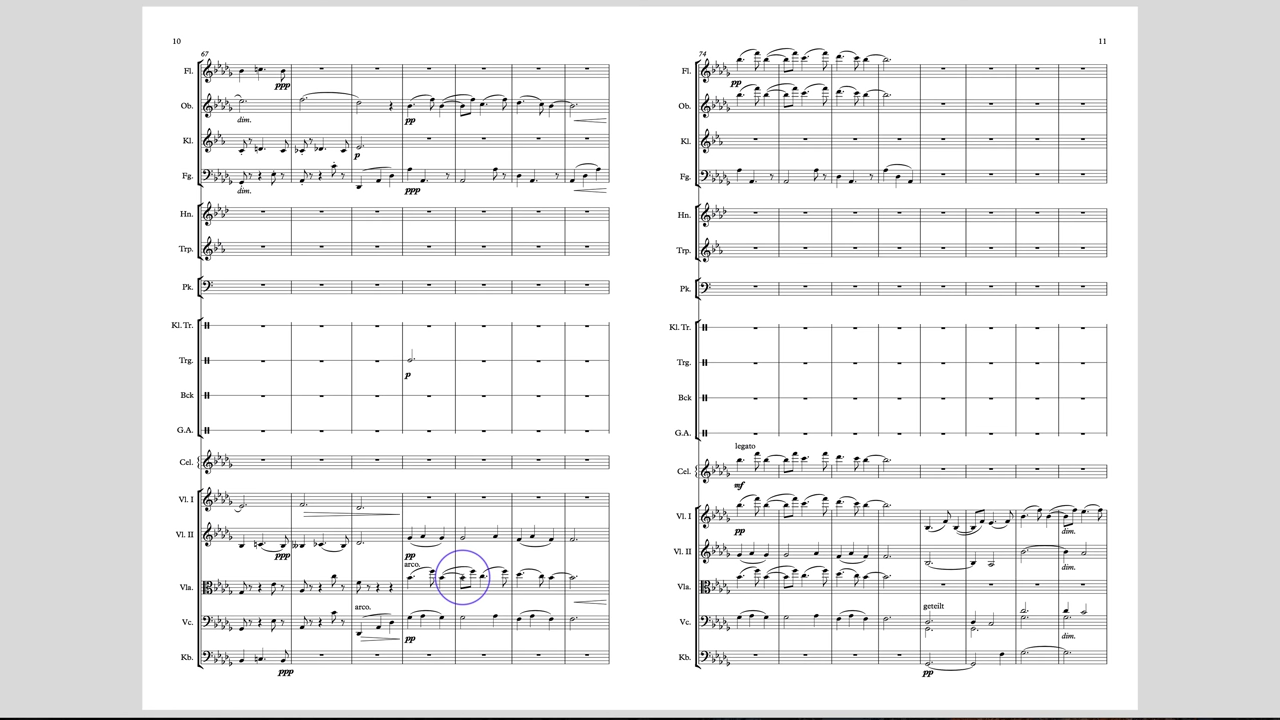 10
67
Fl.
ppp
Ob.
dim.
pp
Kl.
p
Fg.
dim.
ppp
Hn.
Trp.
Pk.
Kl. Tr.
Trg.
p
Bck
G.A.
Cel.
Vl. I
Vl. II
ppp
pp
arco.
Vla.
arco.
Vc.
pp
Kb.
ppp
11
74
Fl.
pp
Ob.
Kl.
Fg.
Hn.
Trp.
Pk.
Kl. Tr.
Trg.
Bck
G.A.
legato
Cel.
mf
Vl. I
pp
dim.
Vl. II
dim.
Vla.
geteilt
Vc.
dim.
Kb.
pp